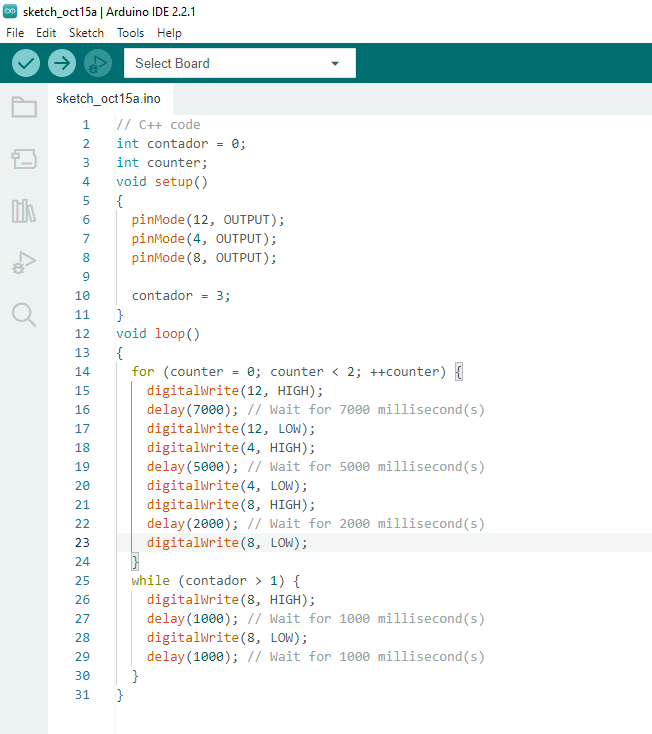 sketch_oct15a | Arduino IDE 2.2.1
File Edit Sketch Tools Help
Select Board
sketch_oct15a.ino
1 // C++ code
2 int contador = 0;
3 int counter;
4 void setup()
5 {
6   pinMode(12, OUTPUT);
7   pinMode(4, OUTPUT);
8   pinMode(8, OUTPUT);
9
10   contador = 3;
11 }
12 void loop()
13 {
14   for (counter = 0; counter < 2; ++counter) {
15     digitalWrite(12, HIGH);
16     delay(7000); // Wait for 7000 millisecond(s)
17     digitalWrite(12, LOW);
18     digitalWrite(4, HIGH);
19     delay(5000); // Wait for 5000 millisecond(s)
20     digitalWrite(4, LOW);
21     digitalWrite(8, HIGH);
22     delay(2000); // Wait for 2000 millisecond(s)
23     digitalWrite(8, LOW);
24   }
25   while (contador > 1) {
26     digitalWrite(8, HIGH);
27     delay(1000); // Wait for 1000 millisecond(s)
28     digitalWrite(8, LOW);
29     delay(1000); // Wait for 1000 millisecond(s)
30   }
31 }